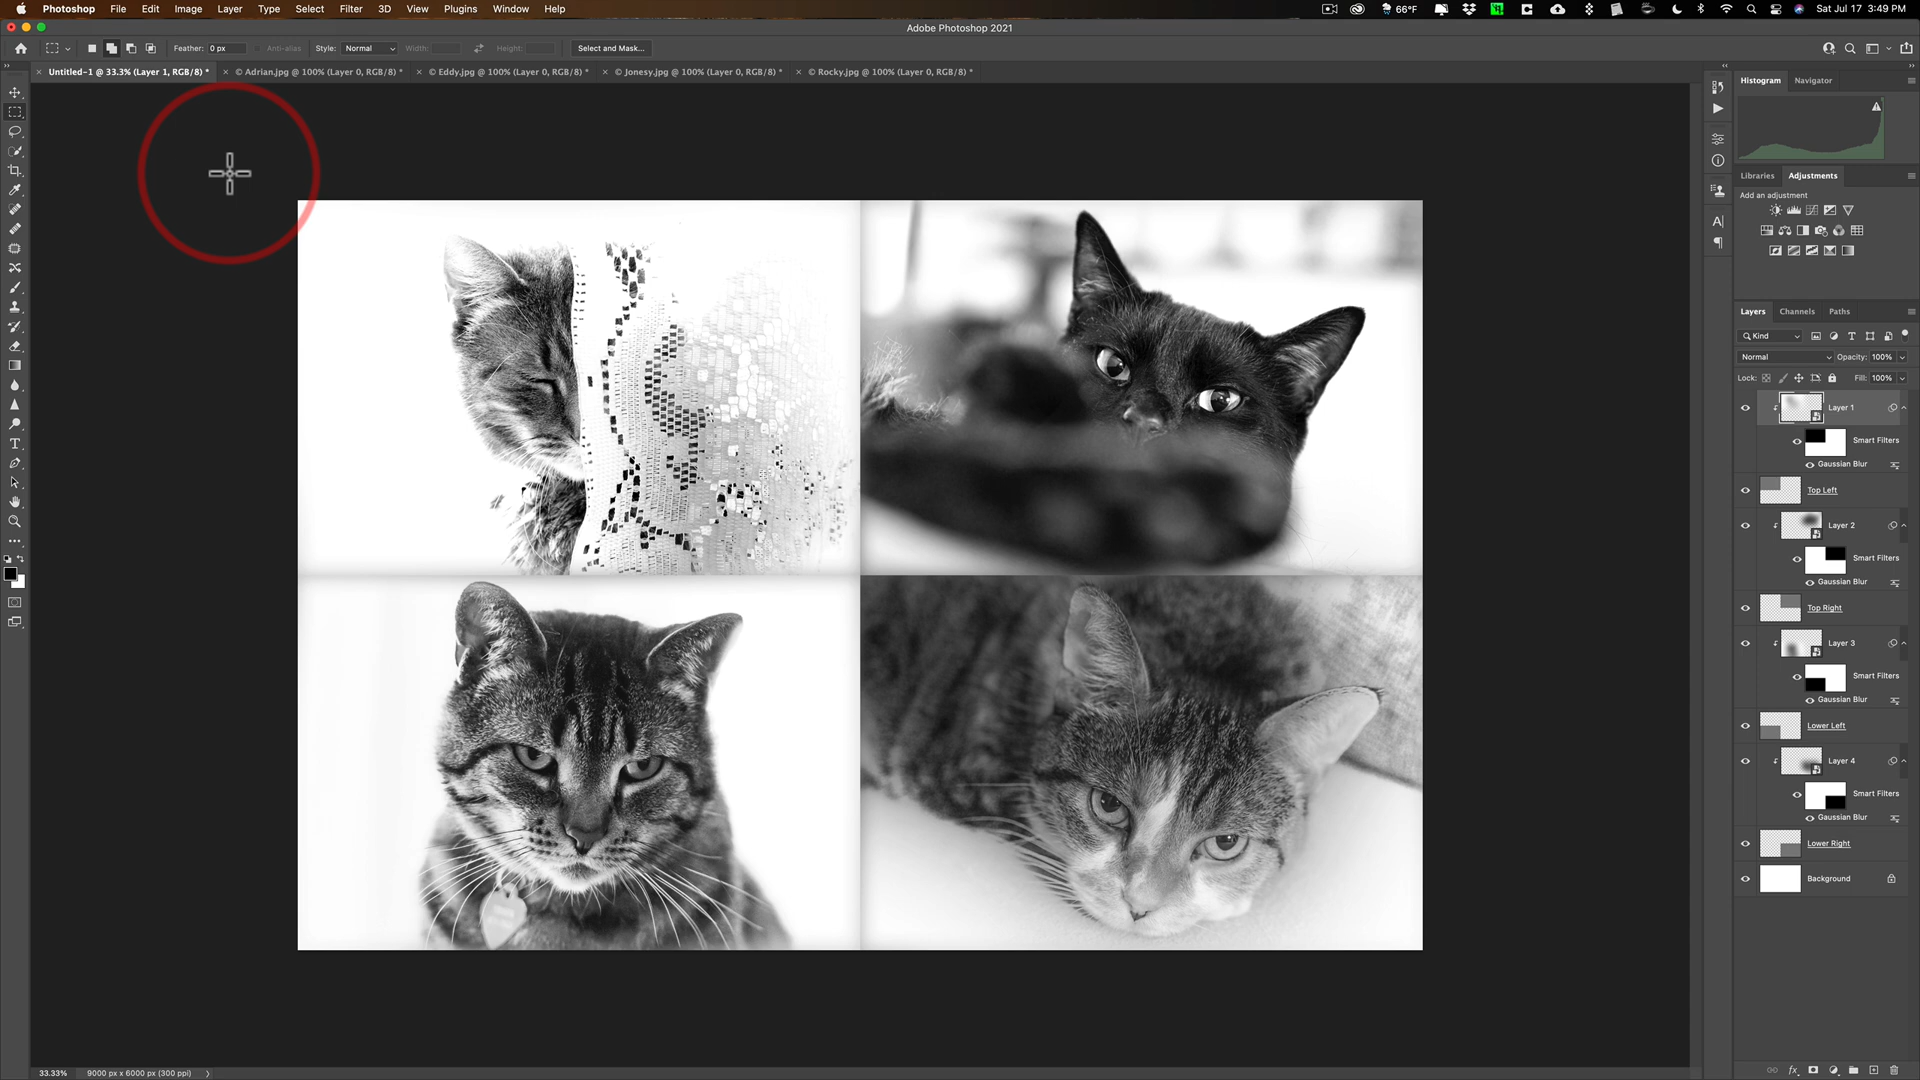 Photoshop File Edit Image Layer Type Select Filter 3D View Plugins Window Help 66°F Sat Jul 17 3:49 PM
Adobe Photoshop 2021
Feather: 0 px Anti-alias Style: Normal Width: Height: Select and Mask...
Untitled-1 @ 33.3% (Layer 1, RGB/8) * © Adrian.jpg @ 100% (Layer 0, RGB/8) * © Eddy.jpg @ 100% (Layer 0, RGB/8) * © Jonesy.jpg @ 100% (Layer 0, RGB/8) * © Rocky.jpg @ 100% (Layer 0, RGB/8) *
Histogram Navigator
Libraries Adjustments
Add an adjustment
Layers Channels Paths
Kind
Normal Opacity: 100%
Lock: Fill: 100%
Layer 1
Smart Filters
Gaussian Blur
Top Left
Layer 2
Smart Filters
Gaussian Blur
Top Right
Layer 3
Smart Filters
Gaussian Blur
Lower Left
Layer 4
Smart Filters
Gaussian Blur
Lower Right
Background
33.33% 9000 px x 6000 px (300 ppi)